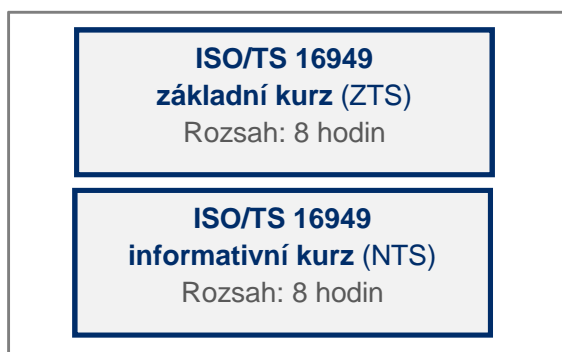 ISO/TS 16949
základní kurz (ZTS)
Rozsah: 8 hodin
ISO/TS 16949
informativní kurz (NTS)
Rozsah: 8 hodin